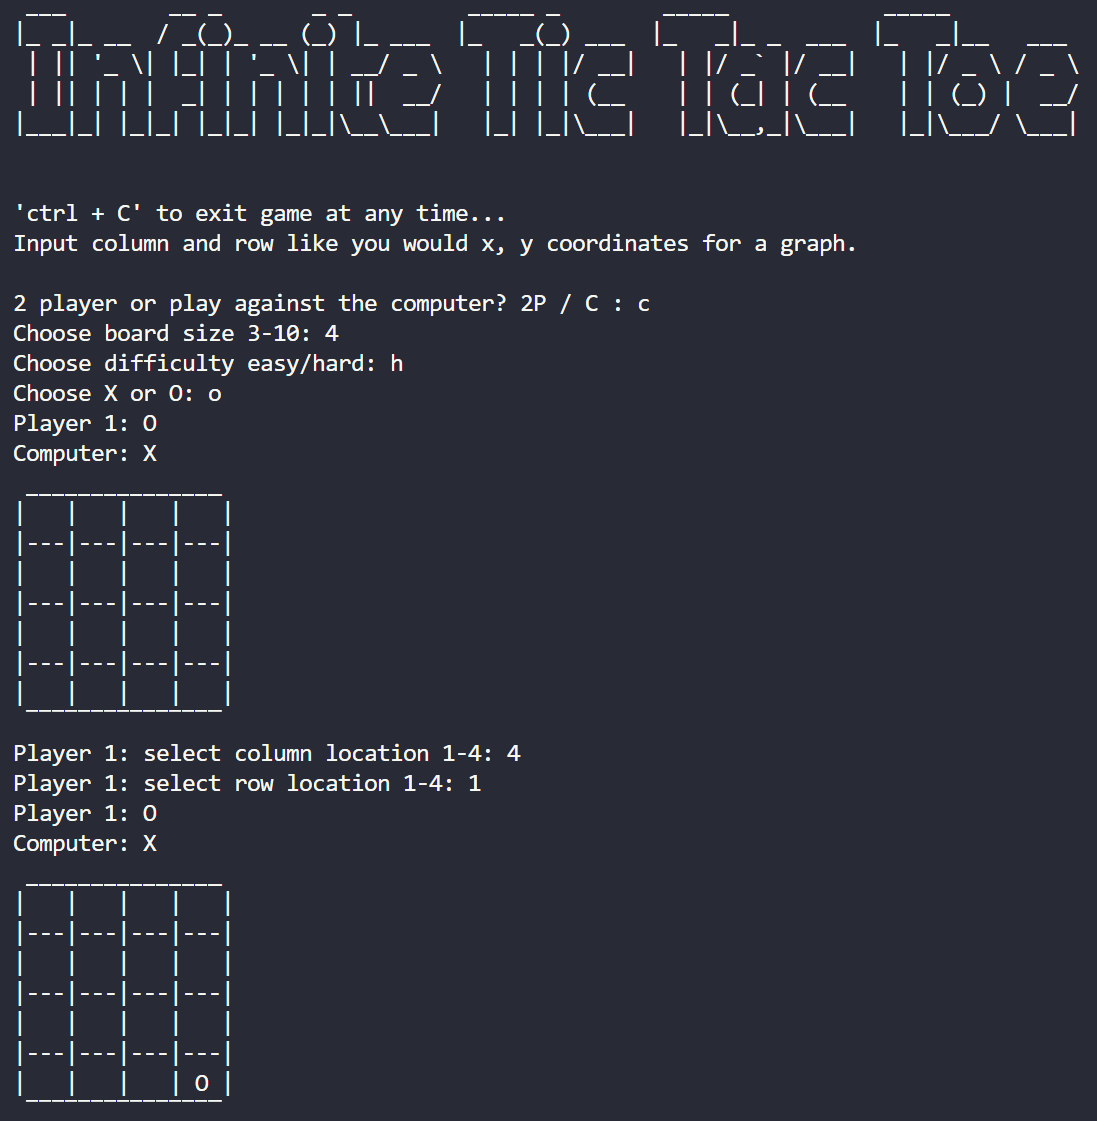 Infinite Tic Tac Toe
'ctrl + C' to exit game at any time...
Input column and row like you would x, y coordinates for a graph.
2 player or play against the computer? 2P / C : c
Choose board size 3-10: 4
Choose difficulty easy/hard: h
Choose X or O: o
Player 1: O
Computer: X
Player 1: select column location 1-4: 4
Player 1: select row location 1-4: 1
Player 1: O
Computer: X
O